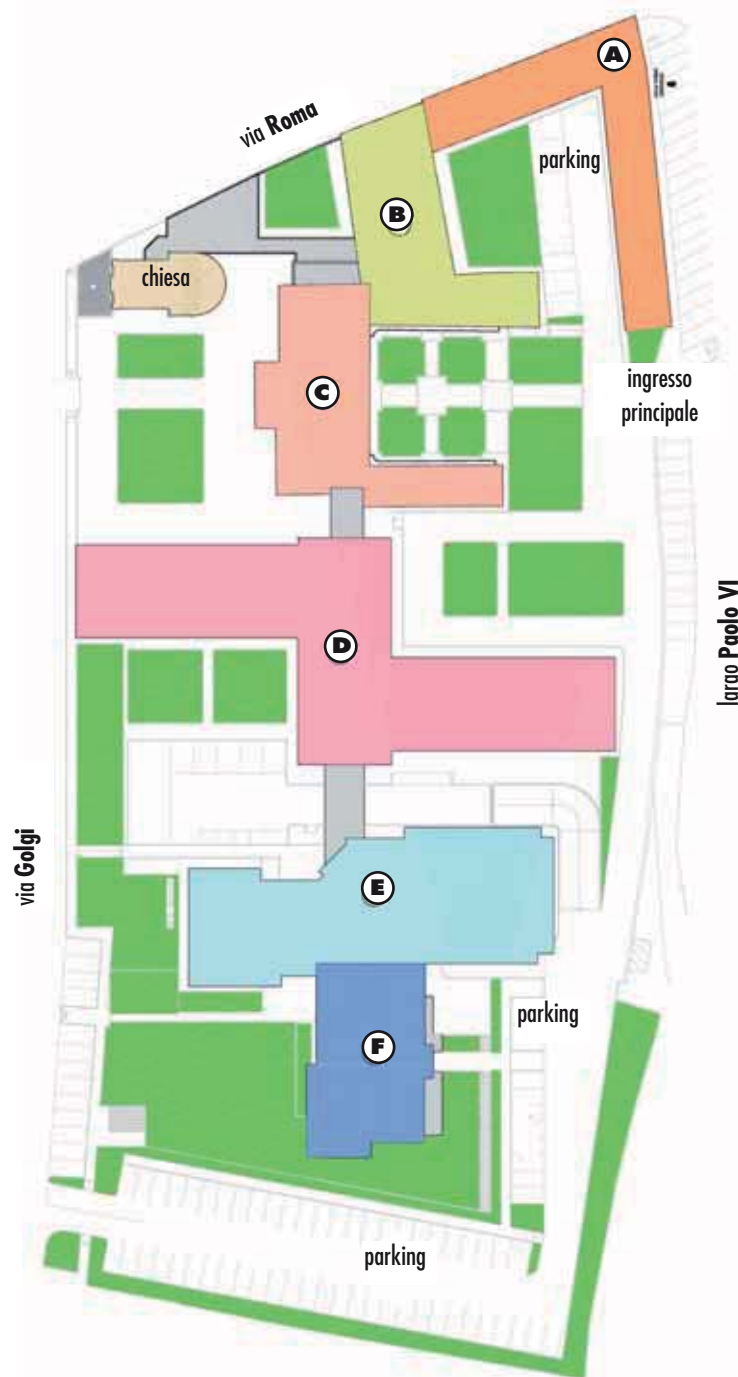 A
via Roma
parking
B
chiesa
C
ingresso
principale
D
largo Paolo VI
via Golgi
E
parking
F
parking